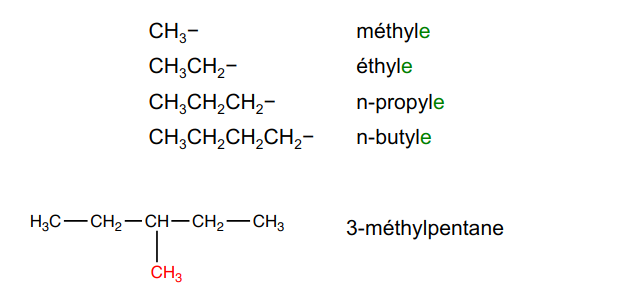 CH₃− méthyle
CH₃CH₂− éthyle
CH₃CH₂CH₂− n-propyle
CH₃CH₂CH₂CH₂− n-butyle
H₃C—CH₂—CH—CH₂—CH₃ 3-méthylpentane
CH₃